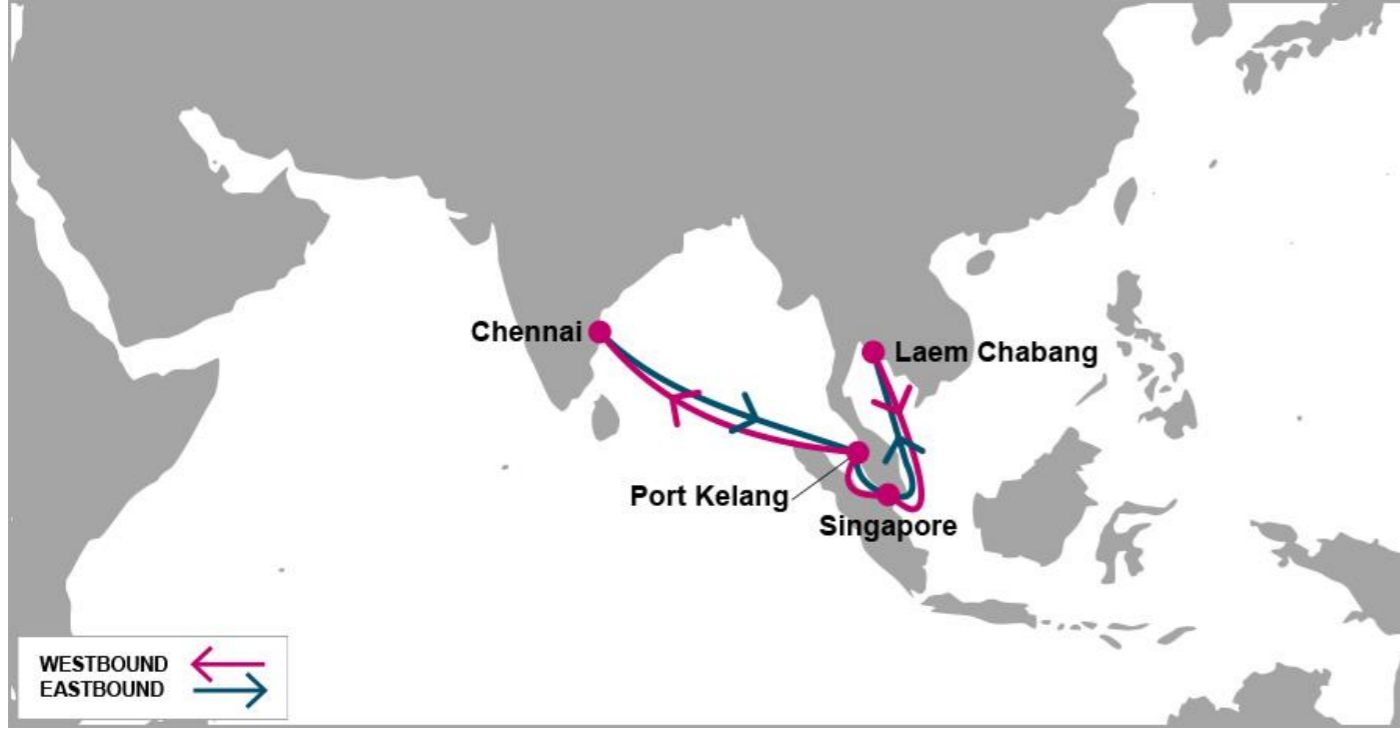 Chennai
Laem Chabang
Port Kelang
Singapore
WESTBOUND
EASTBOUND